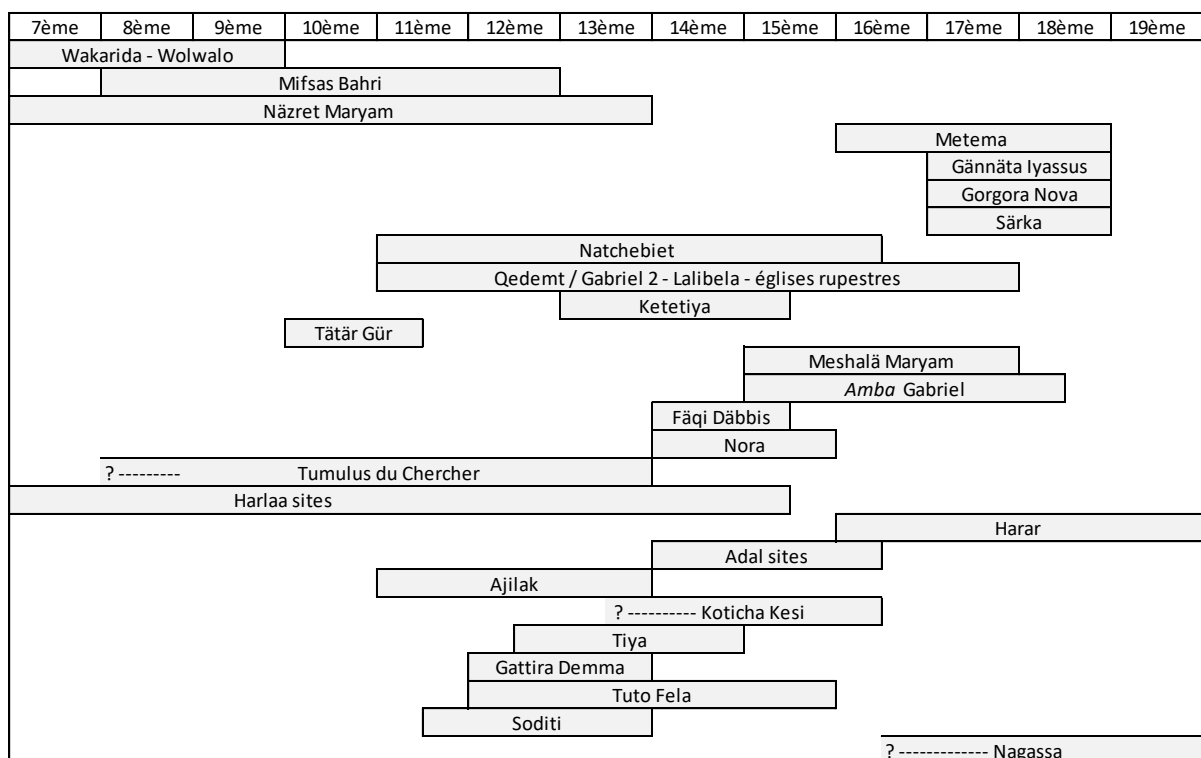 7ème 8ème 9ème 10ème 11ème 12ème 13ème 14ème 15ème 16ème 17ème 18ème 19ème
Wakarida - Wolwalo
Mifsas Bahri
Näzret Maryam
Metema
Gännäta Iyassus
Gorgora Nova
Särka
Natchebiet
Qedemt / Gabriel 2 - Lalibela - églises rupestres
Ketetiya
Tätär Gür
Meshalä Maryam
Amba Gabriel
Fäqi Däbbis
Nora
? --------- Tumulus du Chercher
Harlaa sites
Harar
Adal sites
Ajilak
? ---------- Koticha Kesi
Tiya
Gattira Demma
Tuto Fela
Soditi
? ------------- Nagassa